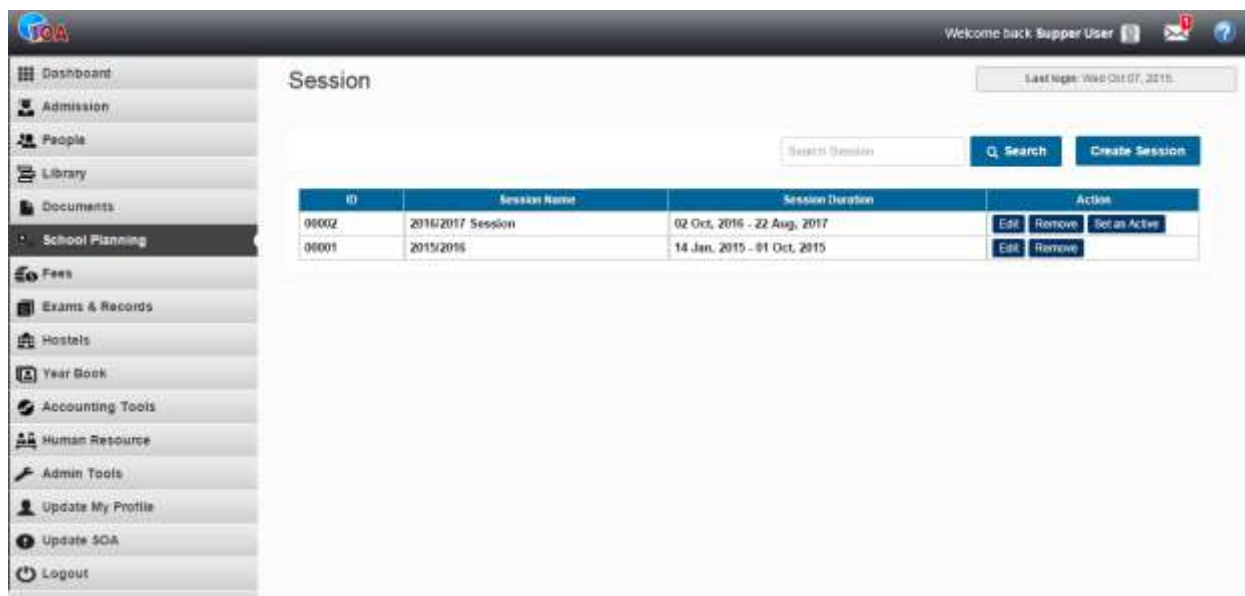 SOA
Welcome back Supper User
1
?
Dashboard
Admission
People
Library
Documents
School Planning
Fees
Exams & Records
Hostels
Year Book
Accounting Tools
Human Resource
Admin Tools
Update My Profile
Update SOA
Logout
Session
Last login: Wed Oct 07, 2015.
Search Session
Search
Create Session
ID Session Name Session Duration Action
00002 2016/2017 Session 02 Oct, 2016 - 22 Aug, 2017 Edit Remove Set as Active
00001 2015/2016 14 Jan, 2015 - 01 Oct, 2015 Edit Remove